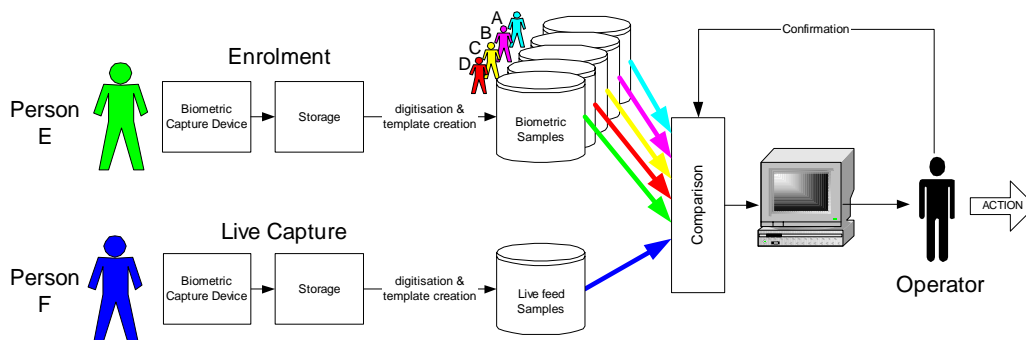 A
B
C
D
Confirmation
Enrolment
Person
E
Biometric
Capture Device
Storage
digitisation &
template creation
Biometric
Samples
Comparison
ACTION
Live Capture
Person
F
Biometric
Capture Device
Storage
digitisation &
template creation
Live feed
Samples
Operator